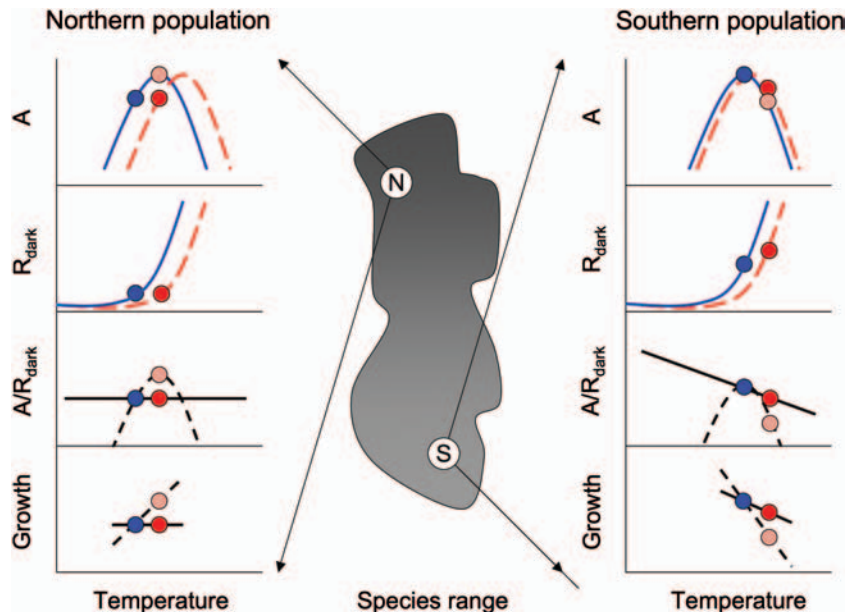 Northern population
Southern population
A
R_dark
A/R_dark
Growth
Temperature
N
S
Species range
A
R_dark
A/R_dark
Growth
Temperature